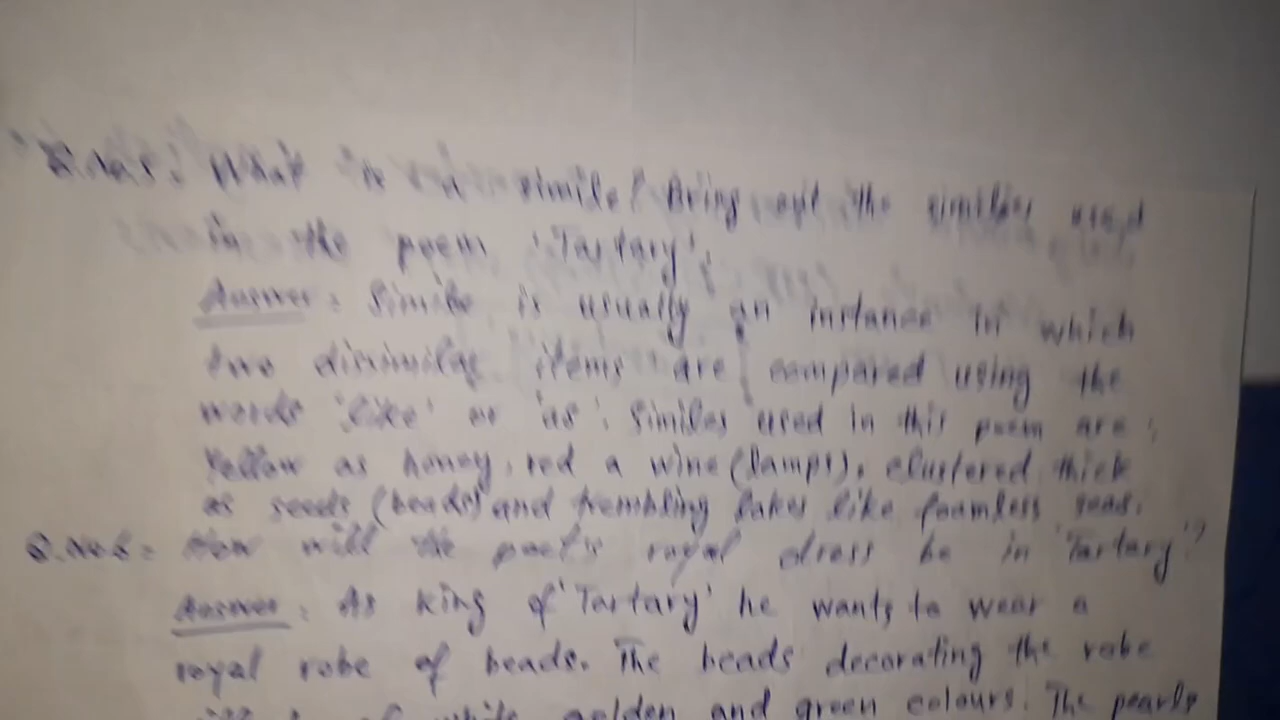 Q.No5: What is a simile? Bring out the similies used
in the poem 'Tartary'.
Answer: Simile is usually an instance in which
two dissimilar items are compared using the
words 'like' or 'as'. Similes used in this poem are:
Yellow as honey, red a wine (lamps), clustered thick
as seeds (beads) and trembling lakes like foamless seas.
Q.No6= How will the poet's royal dress be in 'Tartary'?
Answer: As king of 'Tartary' he wants to wear a
royal robe of beads. The beads decorating the robe
white, golden and green colours. The pearls